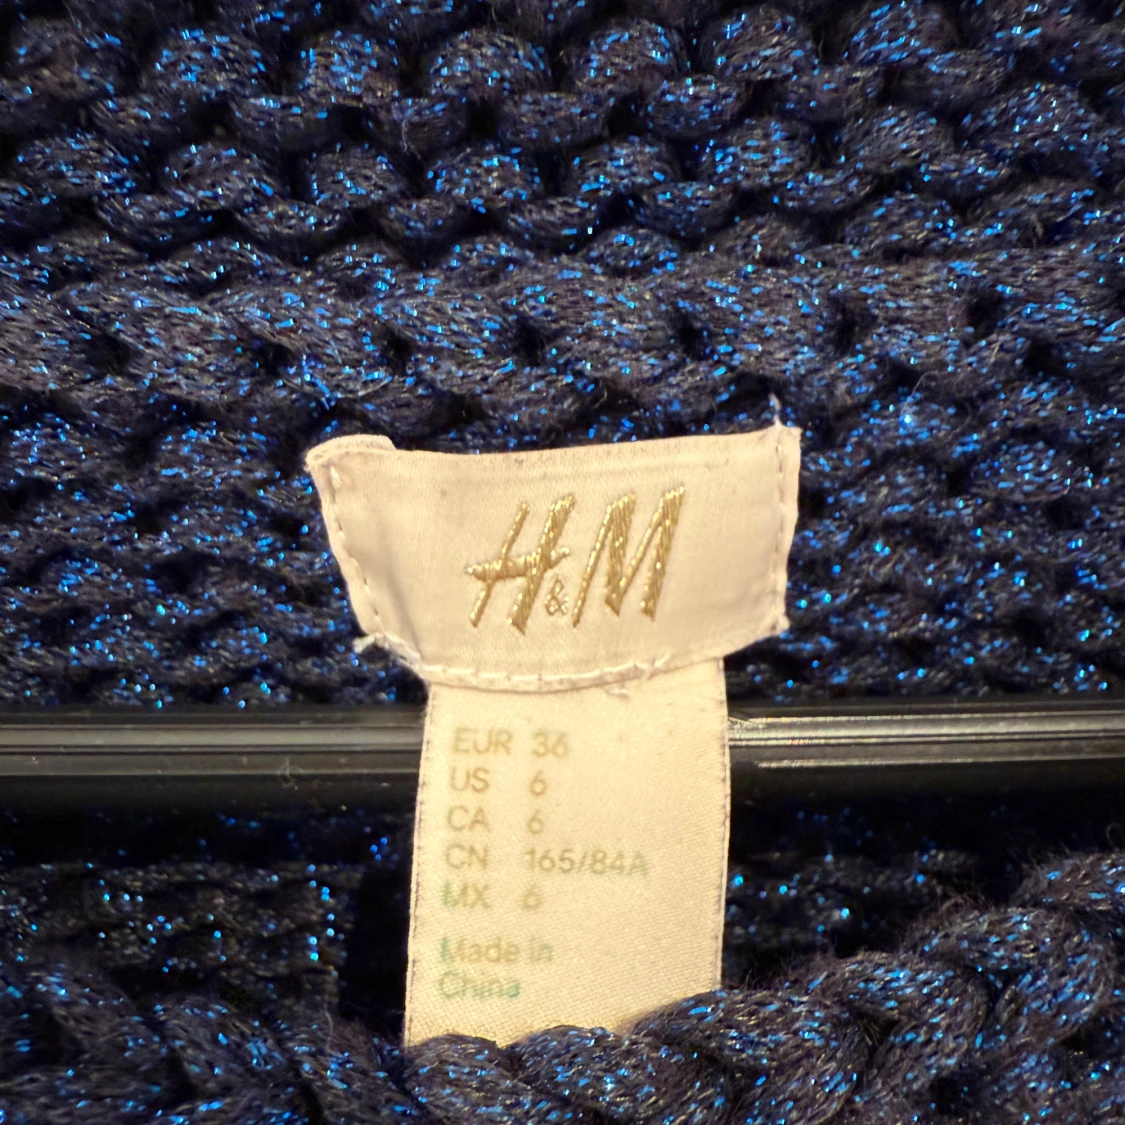 H&M
EUR 36
US 6
CA 6
CN 165/84A
MX 6
Made in
China